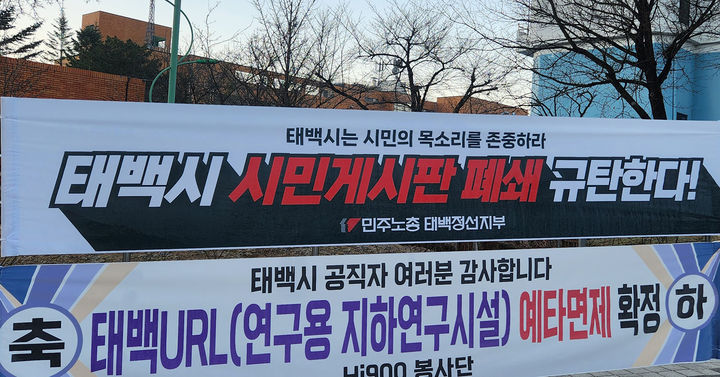 태백시는 시민의 목소리를 존중하라
태백시 시민게시판 폐쇄 규탄한다!
민주노총 태백정선지부
태백시 공직자 여러분 감사합니다
축 태백URL(연구용 지하연구시설) 예타면제 확정 하
Hi900 봉사단